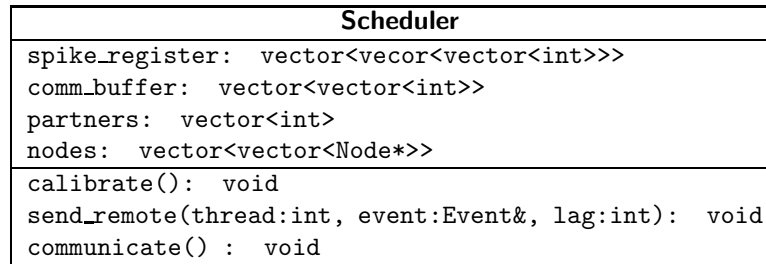 Scheduler
spike_register: vector<vecor<vector<int>>>
comm_buffer: vector<vector<int>>
partners: vector<int>
nodes: vector<vector<Node*>>
calibrate(): void
send_remote(thread:int, event:Event&, lag:int): void
communicate() : void